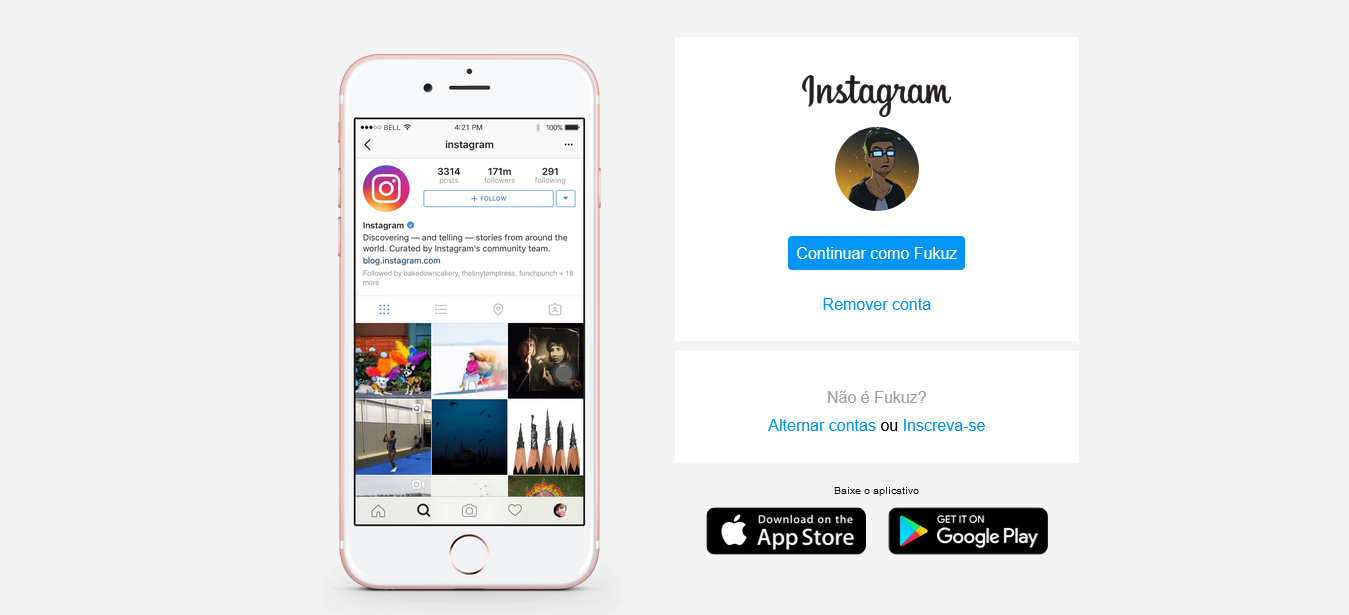 BELL
4:21 PM
100%
instagram
3314
posts
171m
followers
291
following
+ FOLLOW
Instagram
Discovering — and telling — stories from around the
world. Curated by Instagram's community team.
blog.instagram.com
Followed by bakedowncakery, thetinytemptress, funchpunch + 18
more
Instagram
Continuar como Fukuz
Remover conta
Não é Fukuz?
Alternar contas ou Inscreva-se
Baixe o aplicativo
Download on the
App Store
GET IT ON
Google Play